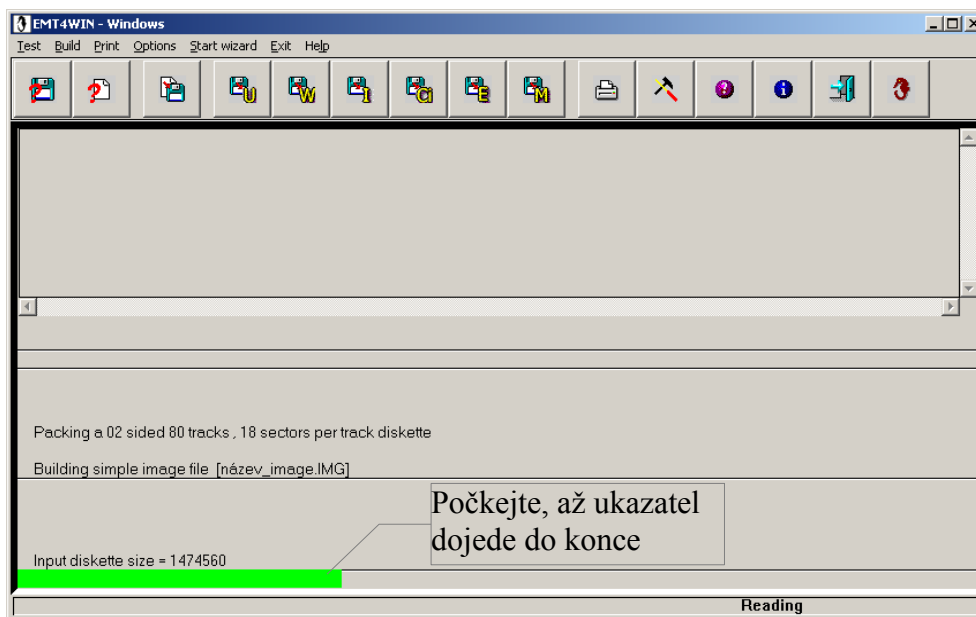 EMT4WIN - Windows
Test Build Print Options Start wizard Exit Help
U W I CI E M
Packing a 02 sided 80 tracks , 18 sectors per track diskette
Building simple image file [název_image.IMG]
Počkejte, až ukazatel
dojede do konce
Input diskette size = 1474560
Reading